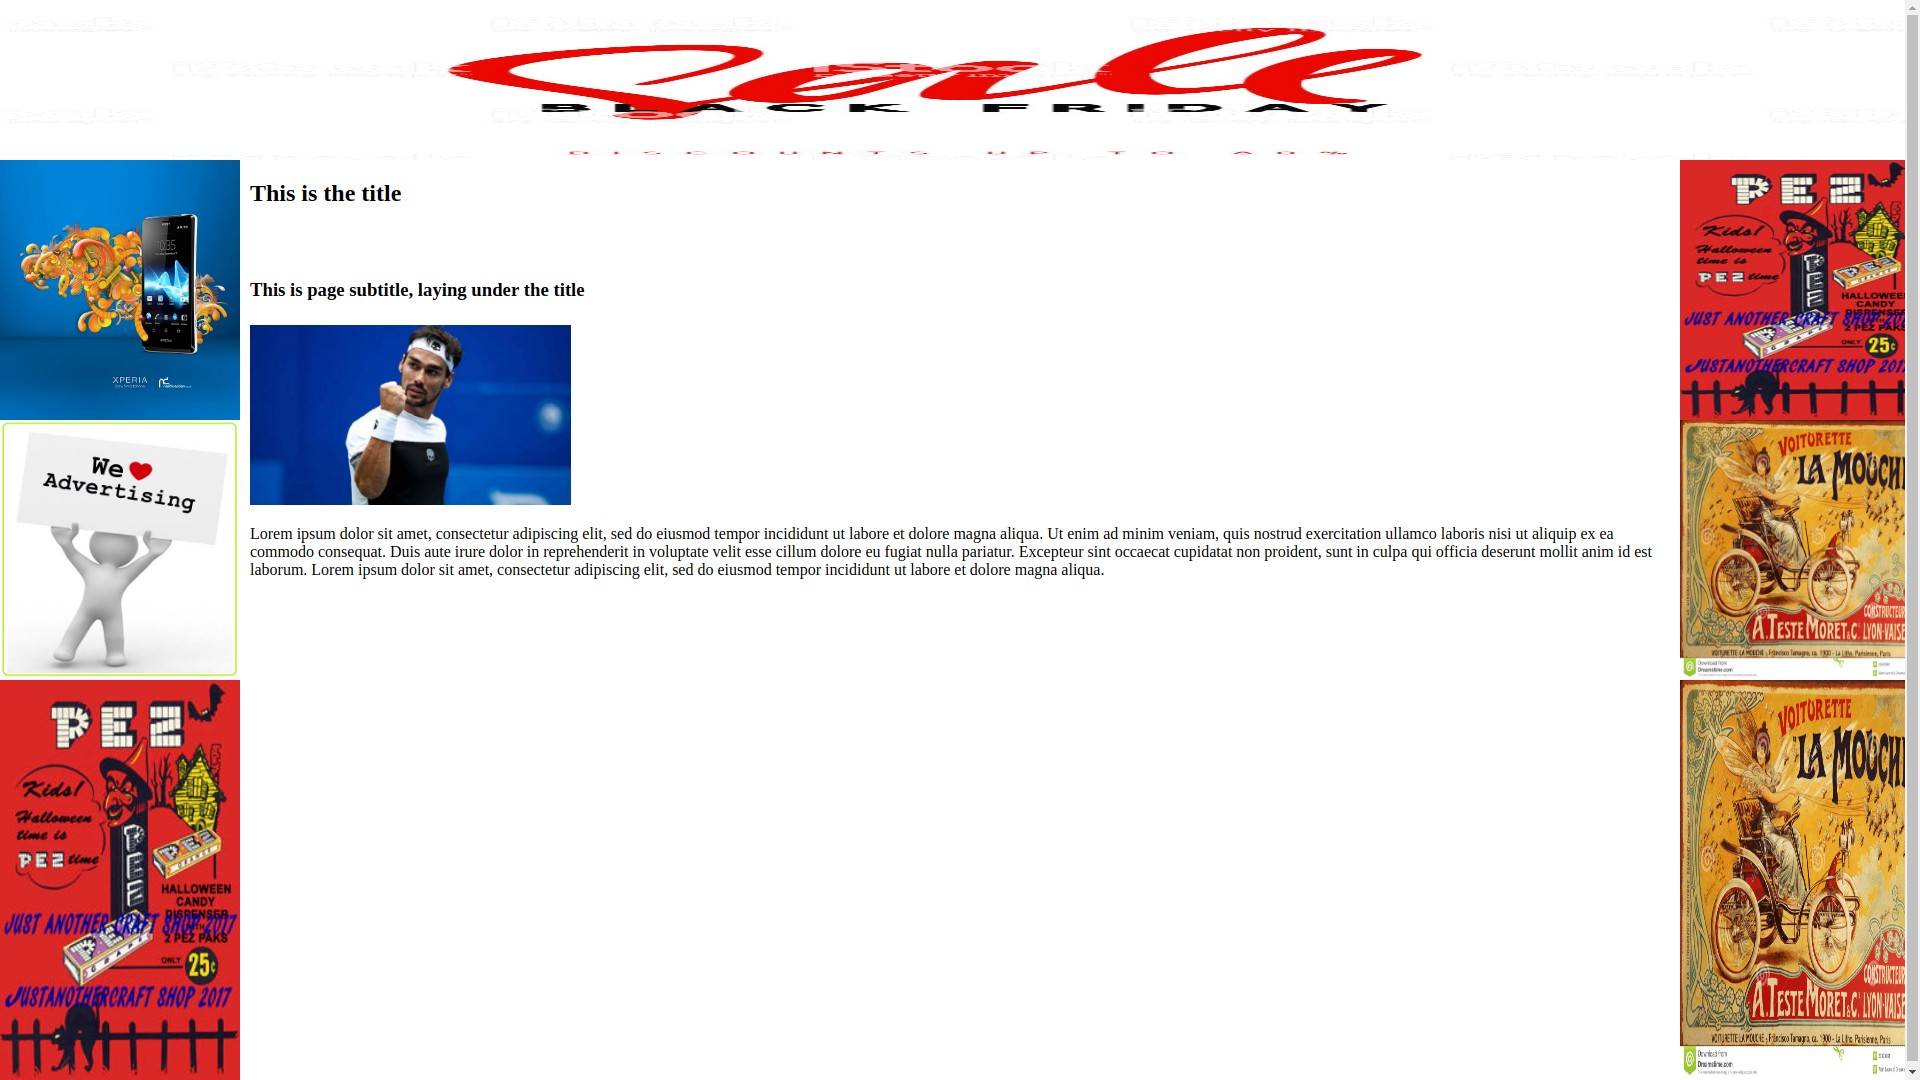 Sale
BLACK FRIDAY
DISCOUNTS UP TO 80%
XPERIA
We
Advertising
PEZ
Kids!
Halloween
time is
PEZ time
HALLOWEEN
CANDY
DISPENSER
JUST ANOTHER CRAFT SHOP 2017
2 PEZ PAKS
ONLY 25¢
JUSTANOTHERCRAFT SHOP 2017
This is the title
This is page subtitle, laying under the title
Lorem ipsum dolor sit amet, consectetur adipiscing elit, sed do eiusmod tempor incididunt ut labore et dolore magna aliqua. Ut enim ad minim veniam, quis nostrud exercitation ullamco laboris nisi ut aliquip ex ea
commodo consequat. Duis aute irure dolor in reprehenderit in voluptate velit esse cillum dolore eu fugiat nulla pariatur. Excepteur sint occaecat cupidatat non proident, sunt in culpa qui officia deserunt mollit anim id est
laborum. Lorem ipsum dolor sit amet, consectetur adipiscing elit, sed do eiusmod tempor incididunt ut labore et dolore magna aliqua.
PEZ
Kids!
Halloween
time is
PEZ time
HALLOWEEN
CANDY
DISPENSER
JUST ANOTHER CRAFT SHOP 201
2 PEZ PAKS
ONLY 25¢
JUSTANOTHERCRAFT SHOP 201
VOITURETTE
LA MOUCH
CONSTRUCTEUR
A.TESTE MORET & C. LYON-VAISE
VOITURETTE LA MOUCHE - Francisco Tamagno, ca. 1900 - La Litho. Parisienne, Paris
Download from
Dreamstime.com
VOITURETTE
LA MOUCH
CONSTRUCTEUR
A.TESTE MORET & C. LYON-VAISE
VOITURETTE LA MOUCHE - Francisco Tamagno, ca. 1900 - La Litho. Parisienne, Paris
Download from
Dreamstime.com